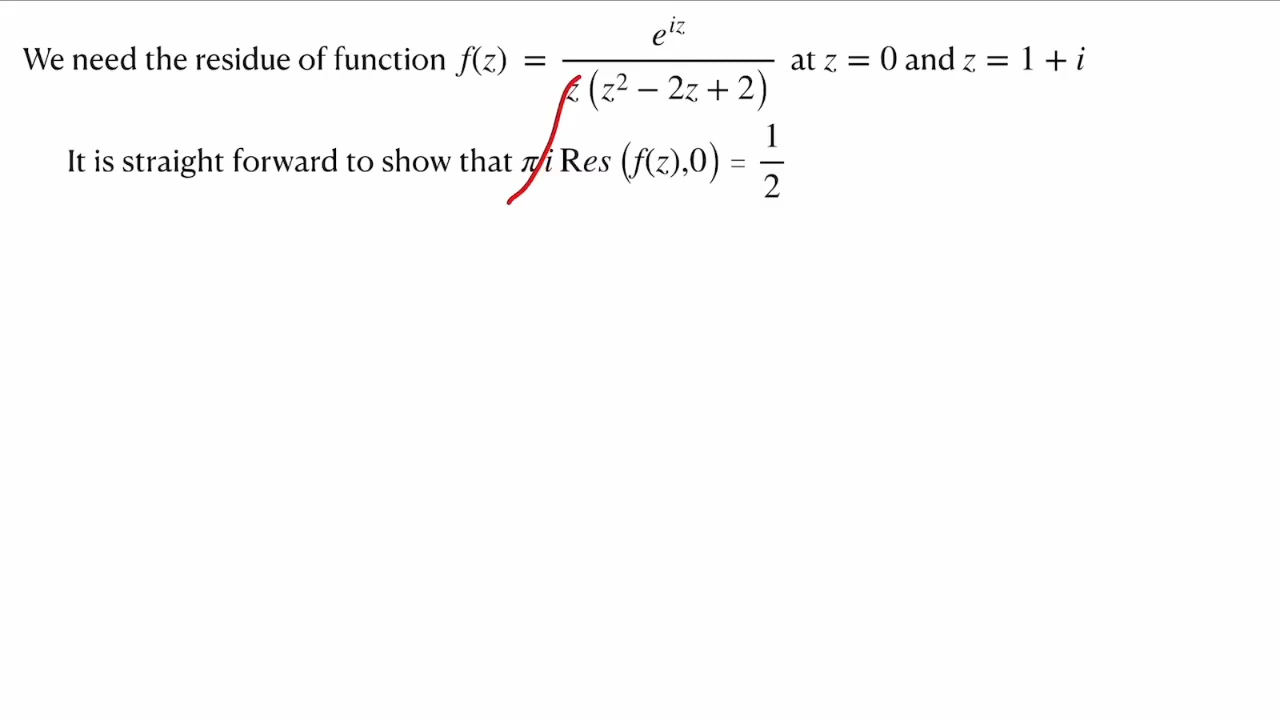 We need the residue of function f(z) = e^{iz} / z (z² − 2z + 2) at z = 0 and z = 1 + i
It is straight forward to show that π i Res (f(z),0) = 1/2